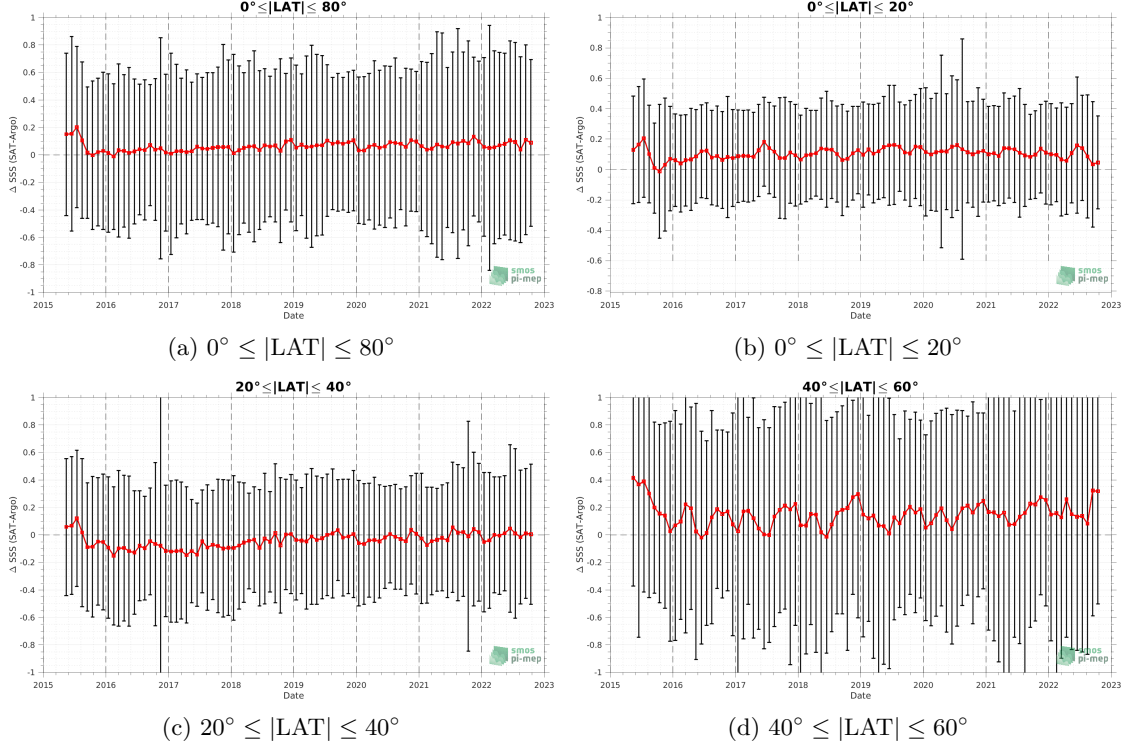 0°≤|LAT|≤ 80°
1
0.8
0.6
0.4
0.2
0
-0.2
-0.4
-0.6
-0.8
-1
Δ SSS (SAT-Argo)
2015 2016 2017 2018 2019 2020 2021 2022 2023
Date
smos
pi-mep
(a) 0° ≤ |LAT| ≤ 80°
0°≤|LAT|≤ 20°
1
0.8
0.6
0.4
0.2
0
-0.2
-0.4
-0.6
-0.8
Δ SSS (SAT-Argo)
2015 2016 2017 2018 2019 2020 2021 2022 2023
Date
smos
pi-mep
(b) 0° ≤ |LAT| ≤ 20°
20°≤|LAT|≤ 40°
1
0.8
0.6
0.4
0.2
0
-0.2
-0.4
-0.6
-0.8
-1
Δ SSS (SAT-Argo)
2015 2016 2017 2018 2019 2020 2021 2022 2023
Date
smos
pi-mep
(c) 20° ≤ |LAT| ≤ 40°
40°≤|LAT|≤ 60°
1
0.8
0.6
0.4
0.2
0
-0.2
-0.4
-0.6
-0.8
-1
Δ SSS (SAT-Argo)
2015 2016 2017 2018 2019 2020 2021 2022 2023
Date
smos
pi-mep
(d) 40° ≤ |LAT| ≤ 60°